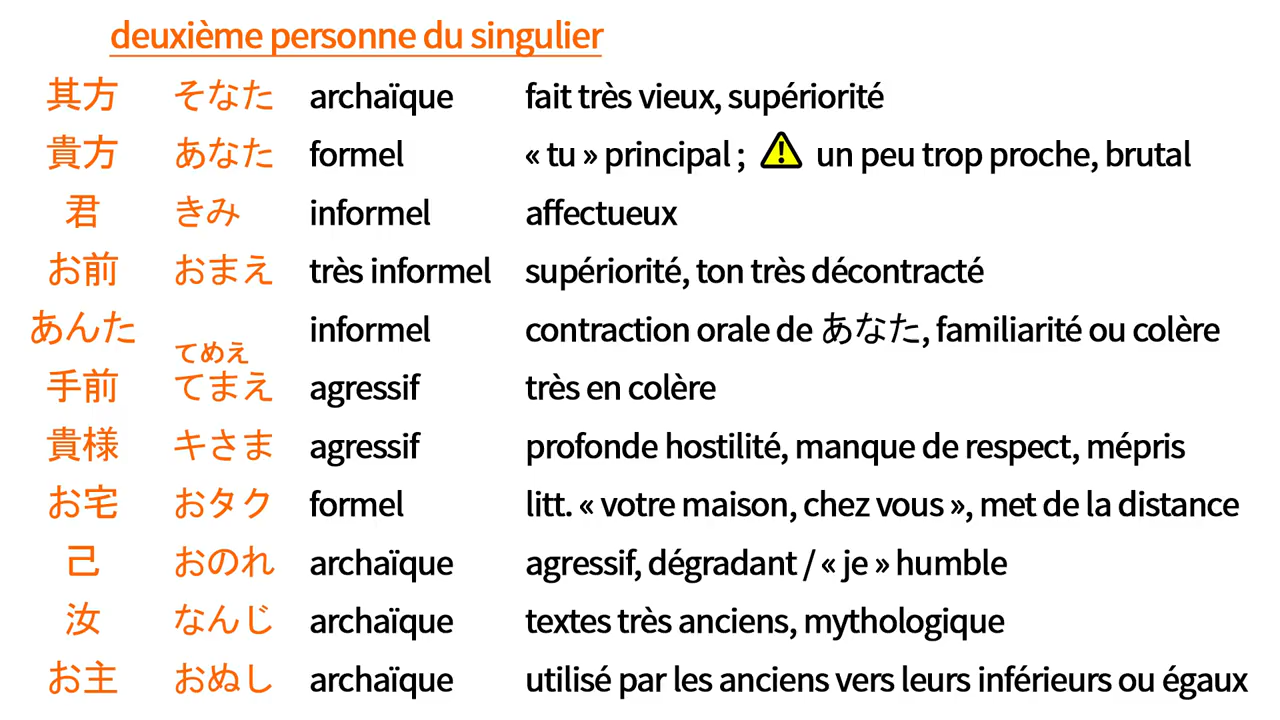 deuxième personne du singulier
其方 そなた archaïque fait très vieux, supériorité
貴方 あなた formel « tu » principal ; un peu trop proche, brutal
君 きみ informel affectueux
お前 おまえ très informel supériorité, ton très décontracté
あんた informel contraction orale de あなた, familiarité ou colère
てめえ
手前 てまえ agressif très en colère
貴様 キさま agressif profonde hostilité, manque de respect, mépris
お宅 おタク formel litt. « votre maison, chez vous », met de la distance
己 おのれ archaïque agressif, dégradant / « je » humble
汝 なんじ archaïque textes très anciens, mythologique
お主 おぬし archaïque utilisé par les anciens vers leurs inférieurs ou égaux